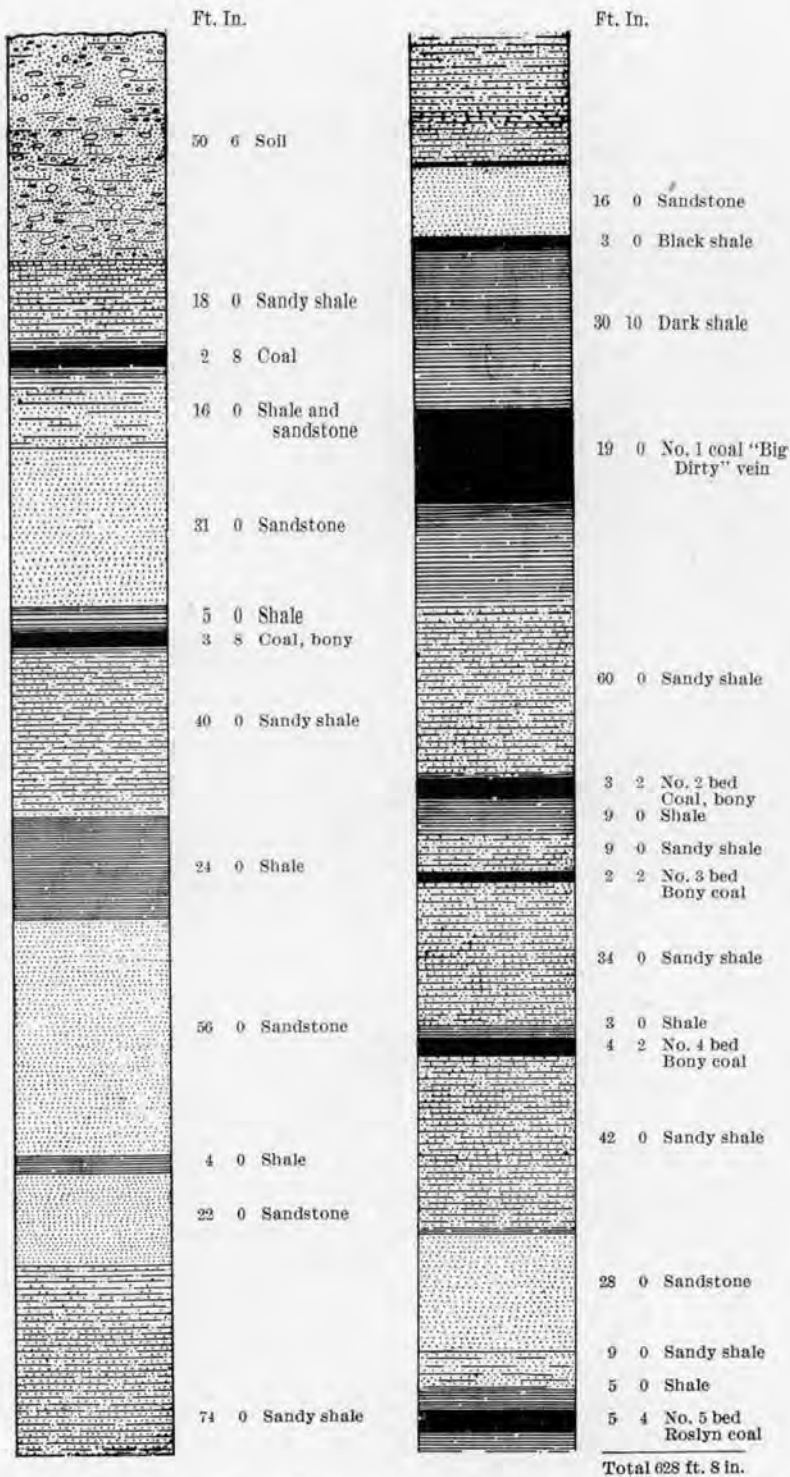 Ft. In.
50 6 Soil
18 0 Sandy shale
2 8 Coal
16 0 Shale and
sandstone
31 0 Sandstone
5 0 Shale
3 8 Coal, bony
40 0 Sandy shale
24 0 Shale
56 0 Sandstone
4 0 Shale
22 0 Sandstone
74 0 Sandy shale
Ft. In.
16 0 Sandstone
3 0 Black shale
30 10 Dark shale
19 0 No. 1 coal "Big
Dirty" vein
60 0 Sandy shale
3 2 No. 2 bed
Coal, bony
9 0 Shale
9 0 Sandy shale
2 2 No. 3 bed
Bony coal
34 0 Sandy shale
3 0 Shale
4 2 No. 4 bed
Bony coal
42 0 Sandy shale
28 0 Sandstone
9 0 Sandy shale
5 0 Shale
5 4 No. 5 bed
Roslyn coal
Total 628 ft. 8 in.